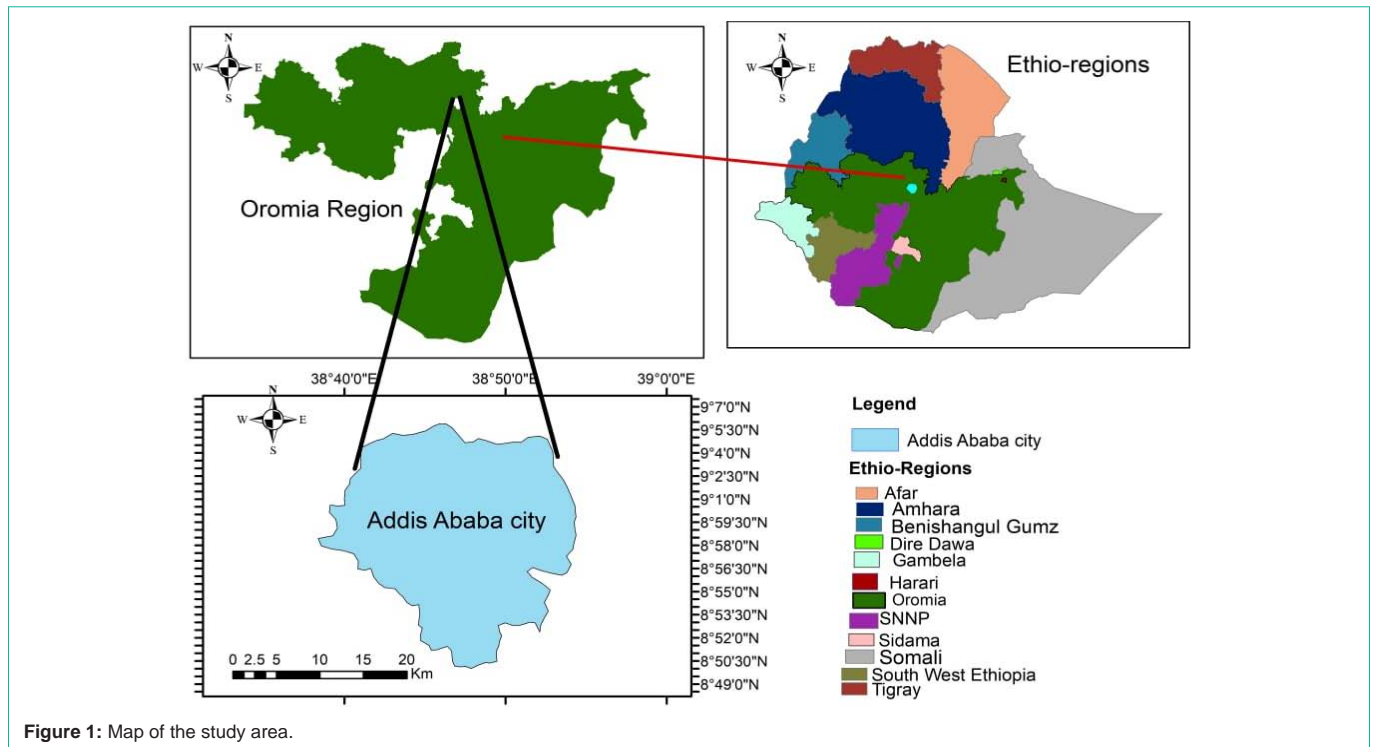 N
W E
S
Oromia Region
N
W E
S
Ethio-regions
38°40'0"E 38°50'0"E 39°0'0"E
N
W E
S
Addis Ababa city
0 2.5 5 10 15 20
Km
9°7'0"N
9°5'30"N
9°4'0"N
9°2'30"N
9°1'0"N
8°59'30"N
8°58'0"N
8°56'30"N
8°55'0"N
8°53'30"N
8°52'0"N
8°50'30"N
8°49'0"N
Legend
Addis Ababa city
Ethio-Regions
Afar
Amhara
Benishangul Gumz
Dire Dawa
Gambela
Harari
Oromia
SNNP
Sidama
Somali
South West Ethiopia
Tigray
Figure 1: Map of the study area.